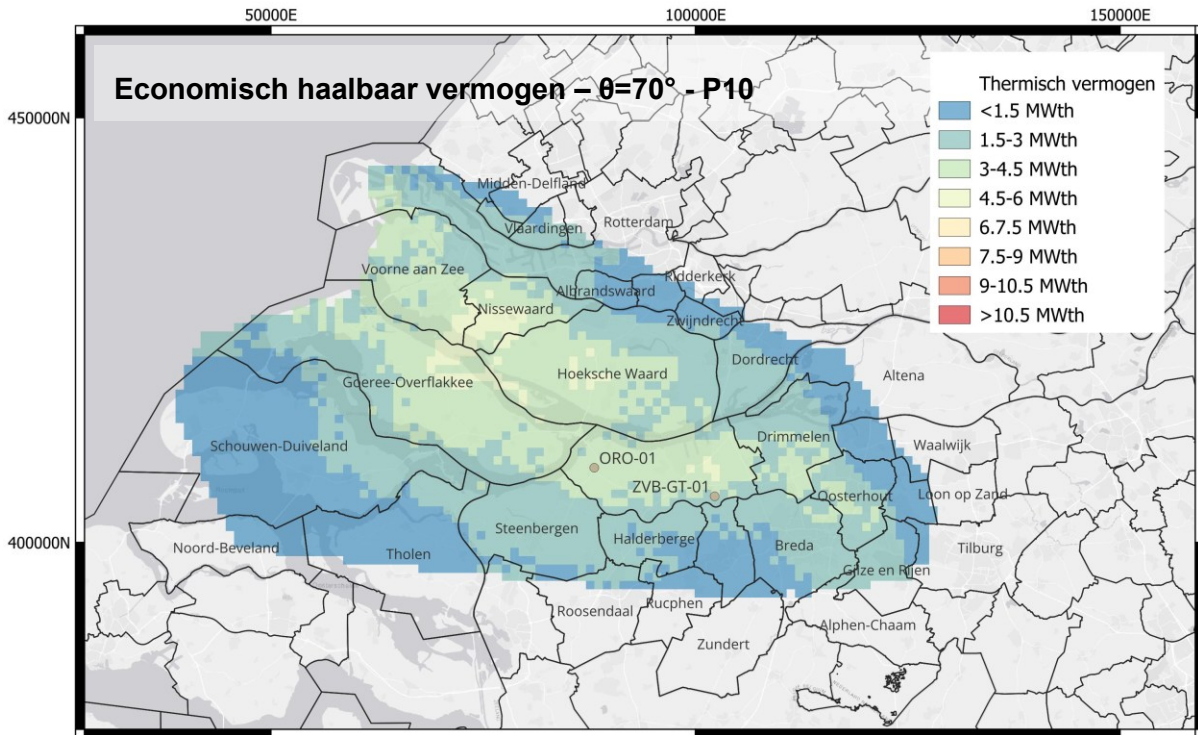 50000E 100000E 150000E
Economisch haalbaar vermogen – θ=70° - P10
450000N
400000N
Thermisch vermogen
<1.5 MWth
1.5-3 MWth
3-4.5 MWth
4.5-6 MWth
6.7.5 MWth
7.5-9 MWth
9-10.5 MWth
>10.5 MWth
Midden-Delfland
Rotterdam
Vlaardingen
Voorne aan Zee
Ridderkerk
Albrandswaard
Nissewaard
Zwijndrecht
Dordrecht
Goeree-Overflakkee
Hoeksche Waard
Altena
Schouwen-Duiveland
Drimmelen
Waalwijk
ORO-01
ZVB-GT-01
Oosterhout
Loon op Zand
Steenbergen
Halderberge
Breda
Noord-Beveland
Tholen
Tilburg
Gilze en Rijen
Roosendaal
Rucphen
Alphen-Chaam
Zundert